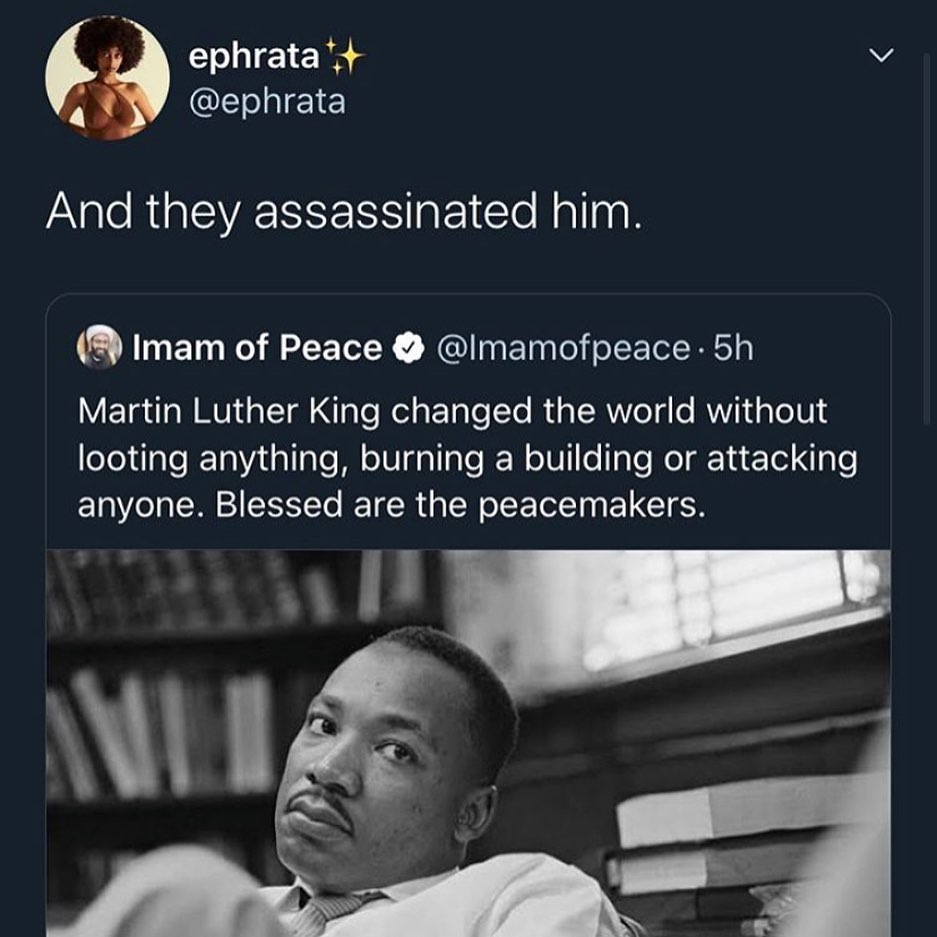 ephrata✨
@ephrata
And they assassinated him.
Imam of Peace @Imamofpeace · 5h
Martin Luther King changed the world without
looting anything, burning a building or attacking
anyone. Blessed are the peacemakers.